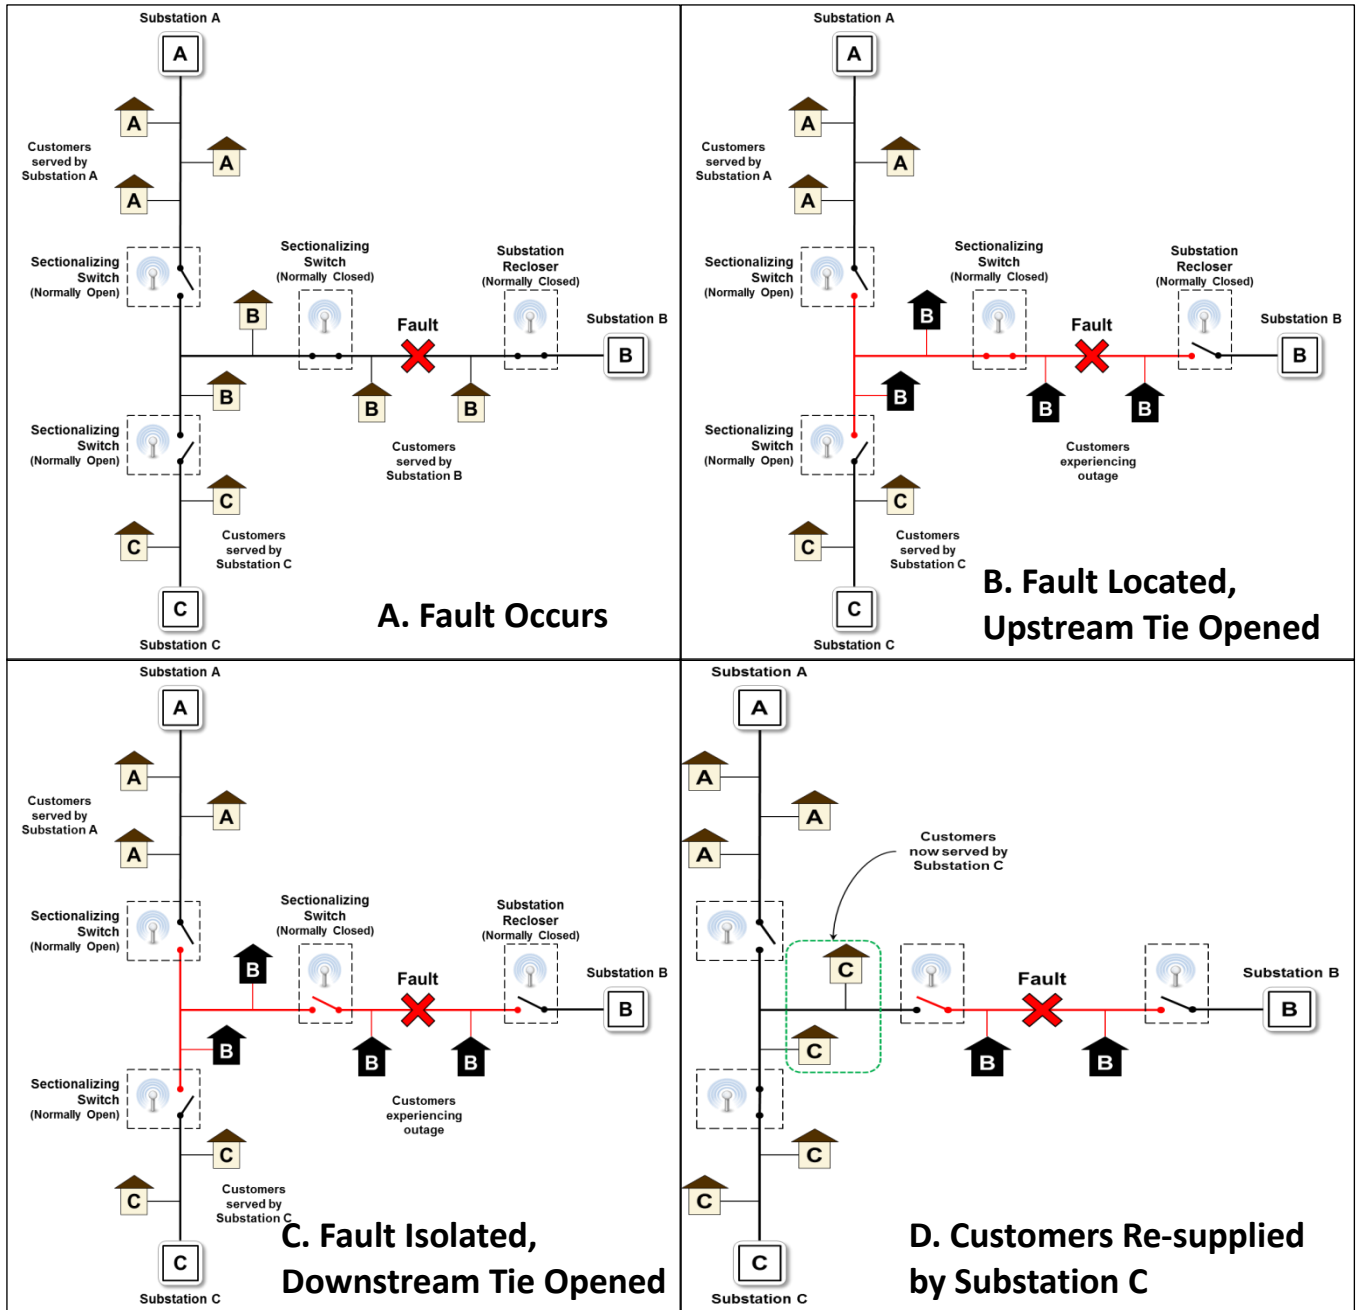 Substation A
A
A
Customers
served by
Substation A
A
A
Sectionalizing
Switch
(Normally Open)
Sectionalizing
Switch
(Normally Closed)
Substation
Recloser
(Normally Closed)
B
Fault
Substation B
B
B
B
B
Sectionalizing
Switch
(Normally Open)
Customers
served by
Substation B
C
C
Customers
served by
Substation C
C
Substation C
A. Fault Occurs
Substation A
A
A
Customers
served by
Substation A
A
A
Sectionalizing
Switch
(Normally Open)
Sectionalizing
Switch
(Normally Closed)
Substation
Recloser
(Normally Closed)
B
Fault
Substation B
B
B
B
B
Sectionalizing
Switch
(Normally Open)
Customers
experiencing
outage
C
C
Customers
served by
Substation C
C
Substation C
B. Fault Located,
Upstream Tie Opened
Substation A
A
A
Customers
served by
Substation A
A
A
Sectionalizing
Switch
(Normally Open)
Sectionalizing
Switch
(Normally Closed)
Substation
Recloser
(Normally Closed)
B
Fault
Substation B
B
B
B
B
Sectionalizing
Switch
(Normally Open)
Customers
experiencing
outage
C
C
Customers
served by
Substation C
C
Substation C
C. Fault Isolated,
Downstream Tie Opened
Substation A
A
A
A
A
Customers
now served by
Substation C
C
Fault
Substation B
B
C
B
B
C
C
C
Substation C
D. Customers Re-supplied
by Substation C